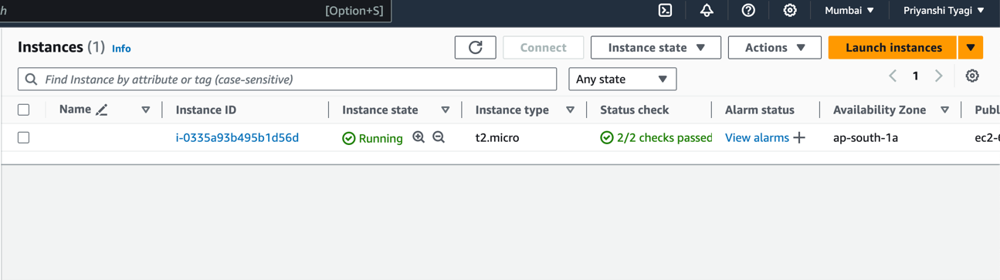 h [Option+S] Mumbai Priyanshi Tyagi
Instances (1) Info Connect Instance state Actions Launch instances
Find Instance by attribute or tag (case-sensitive) Any state 1
Name Instance ID Instance state Instance type Status check Alarm status Availability Zone Publ
i-0335a93b495b1d56d Running t2.micro 2/2 checks passed View alarms + ap-south-1a ec2-6